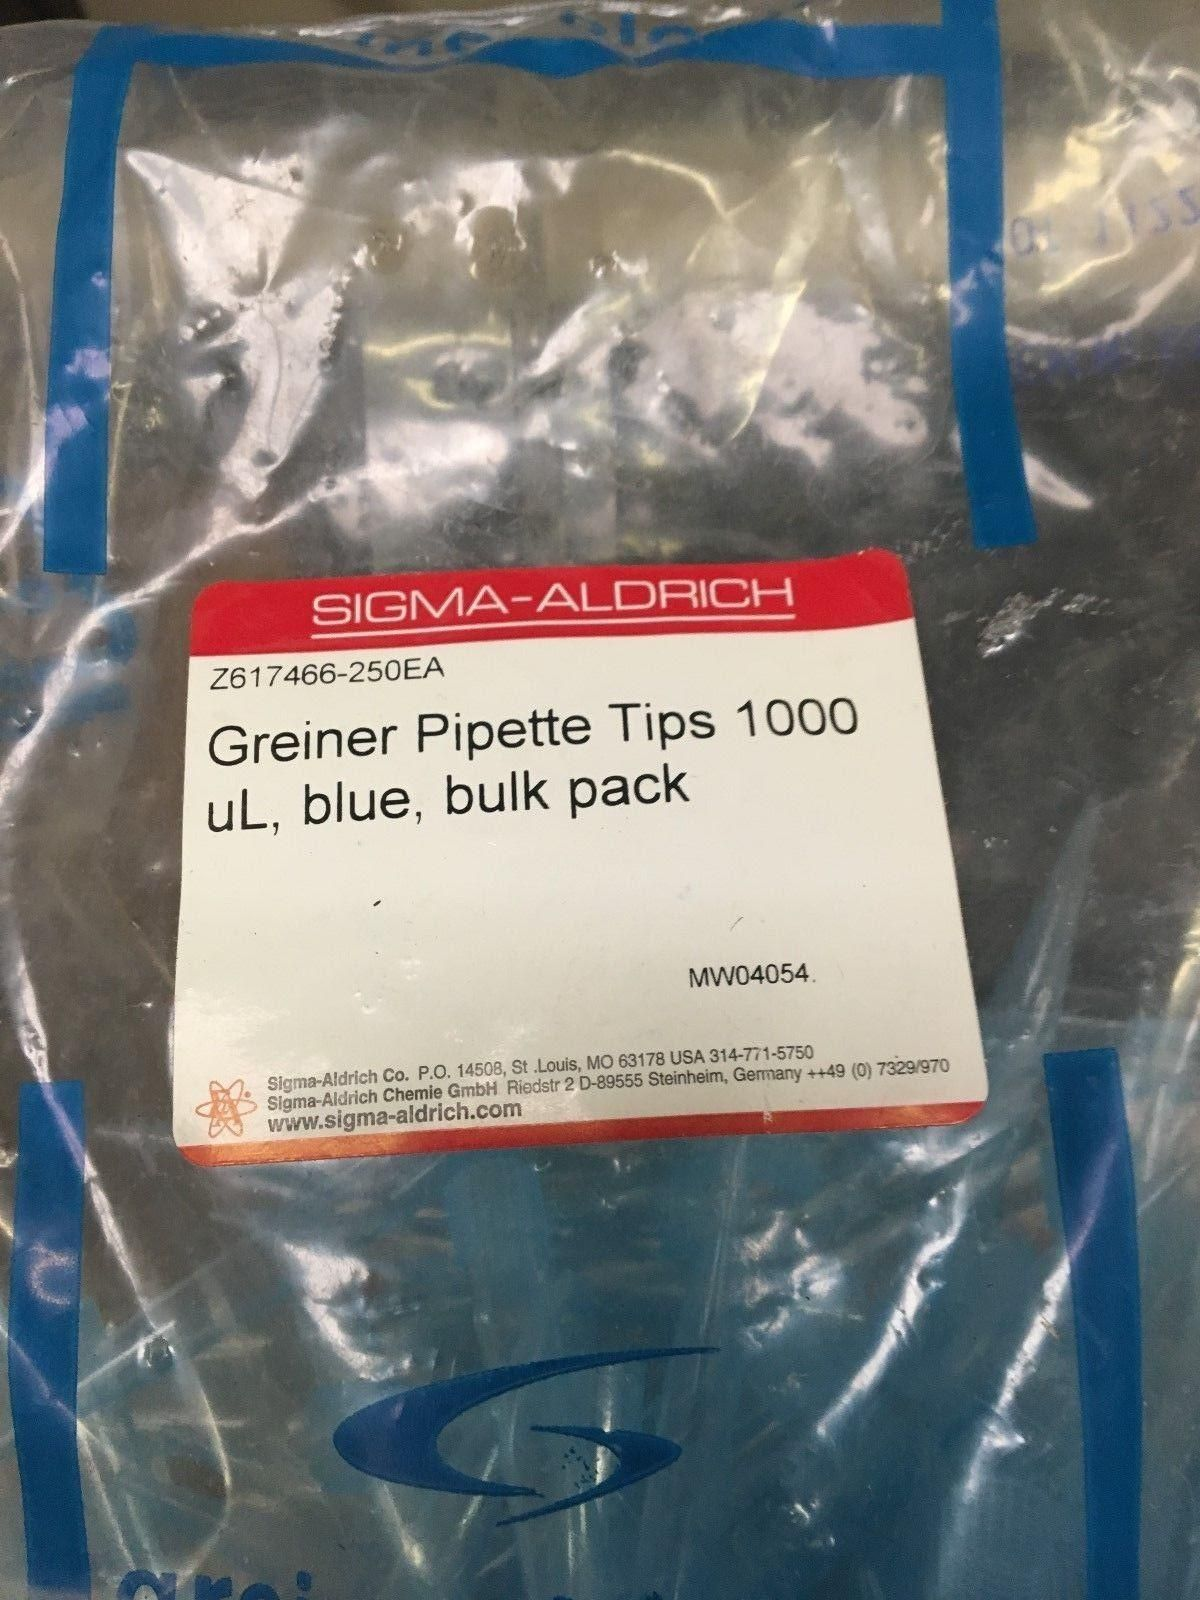 SIGMA-ALDRICH
Z617466-250EA
Greiner Pipette Tips 1000
uL, blue, bulk pack
MW04054.
Sigma-Aldrich Co. P.O. 14508, St .Louis, MO 63178 USA 314-771-5750
Sigma-Aldrich Chemie GmbH Riedstr 2 D-89555 Steinheim, Germany ++49 (0) 7329/970
www.sigma-aldrich.com